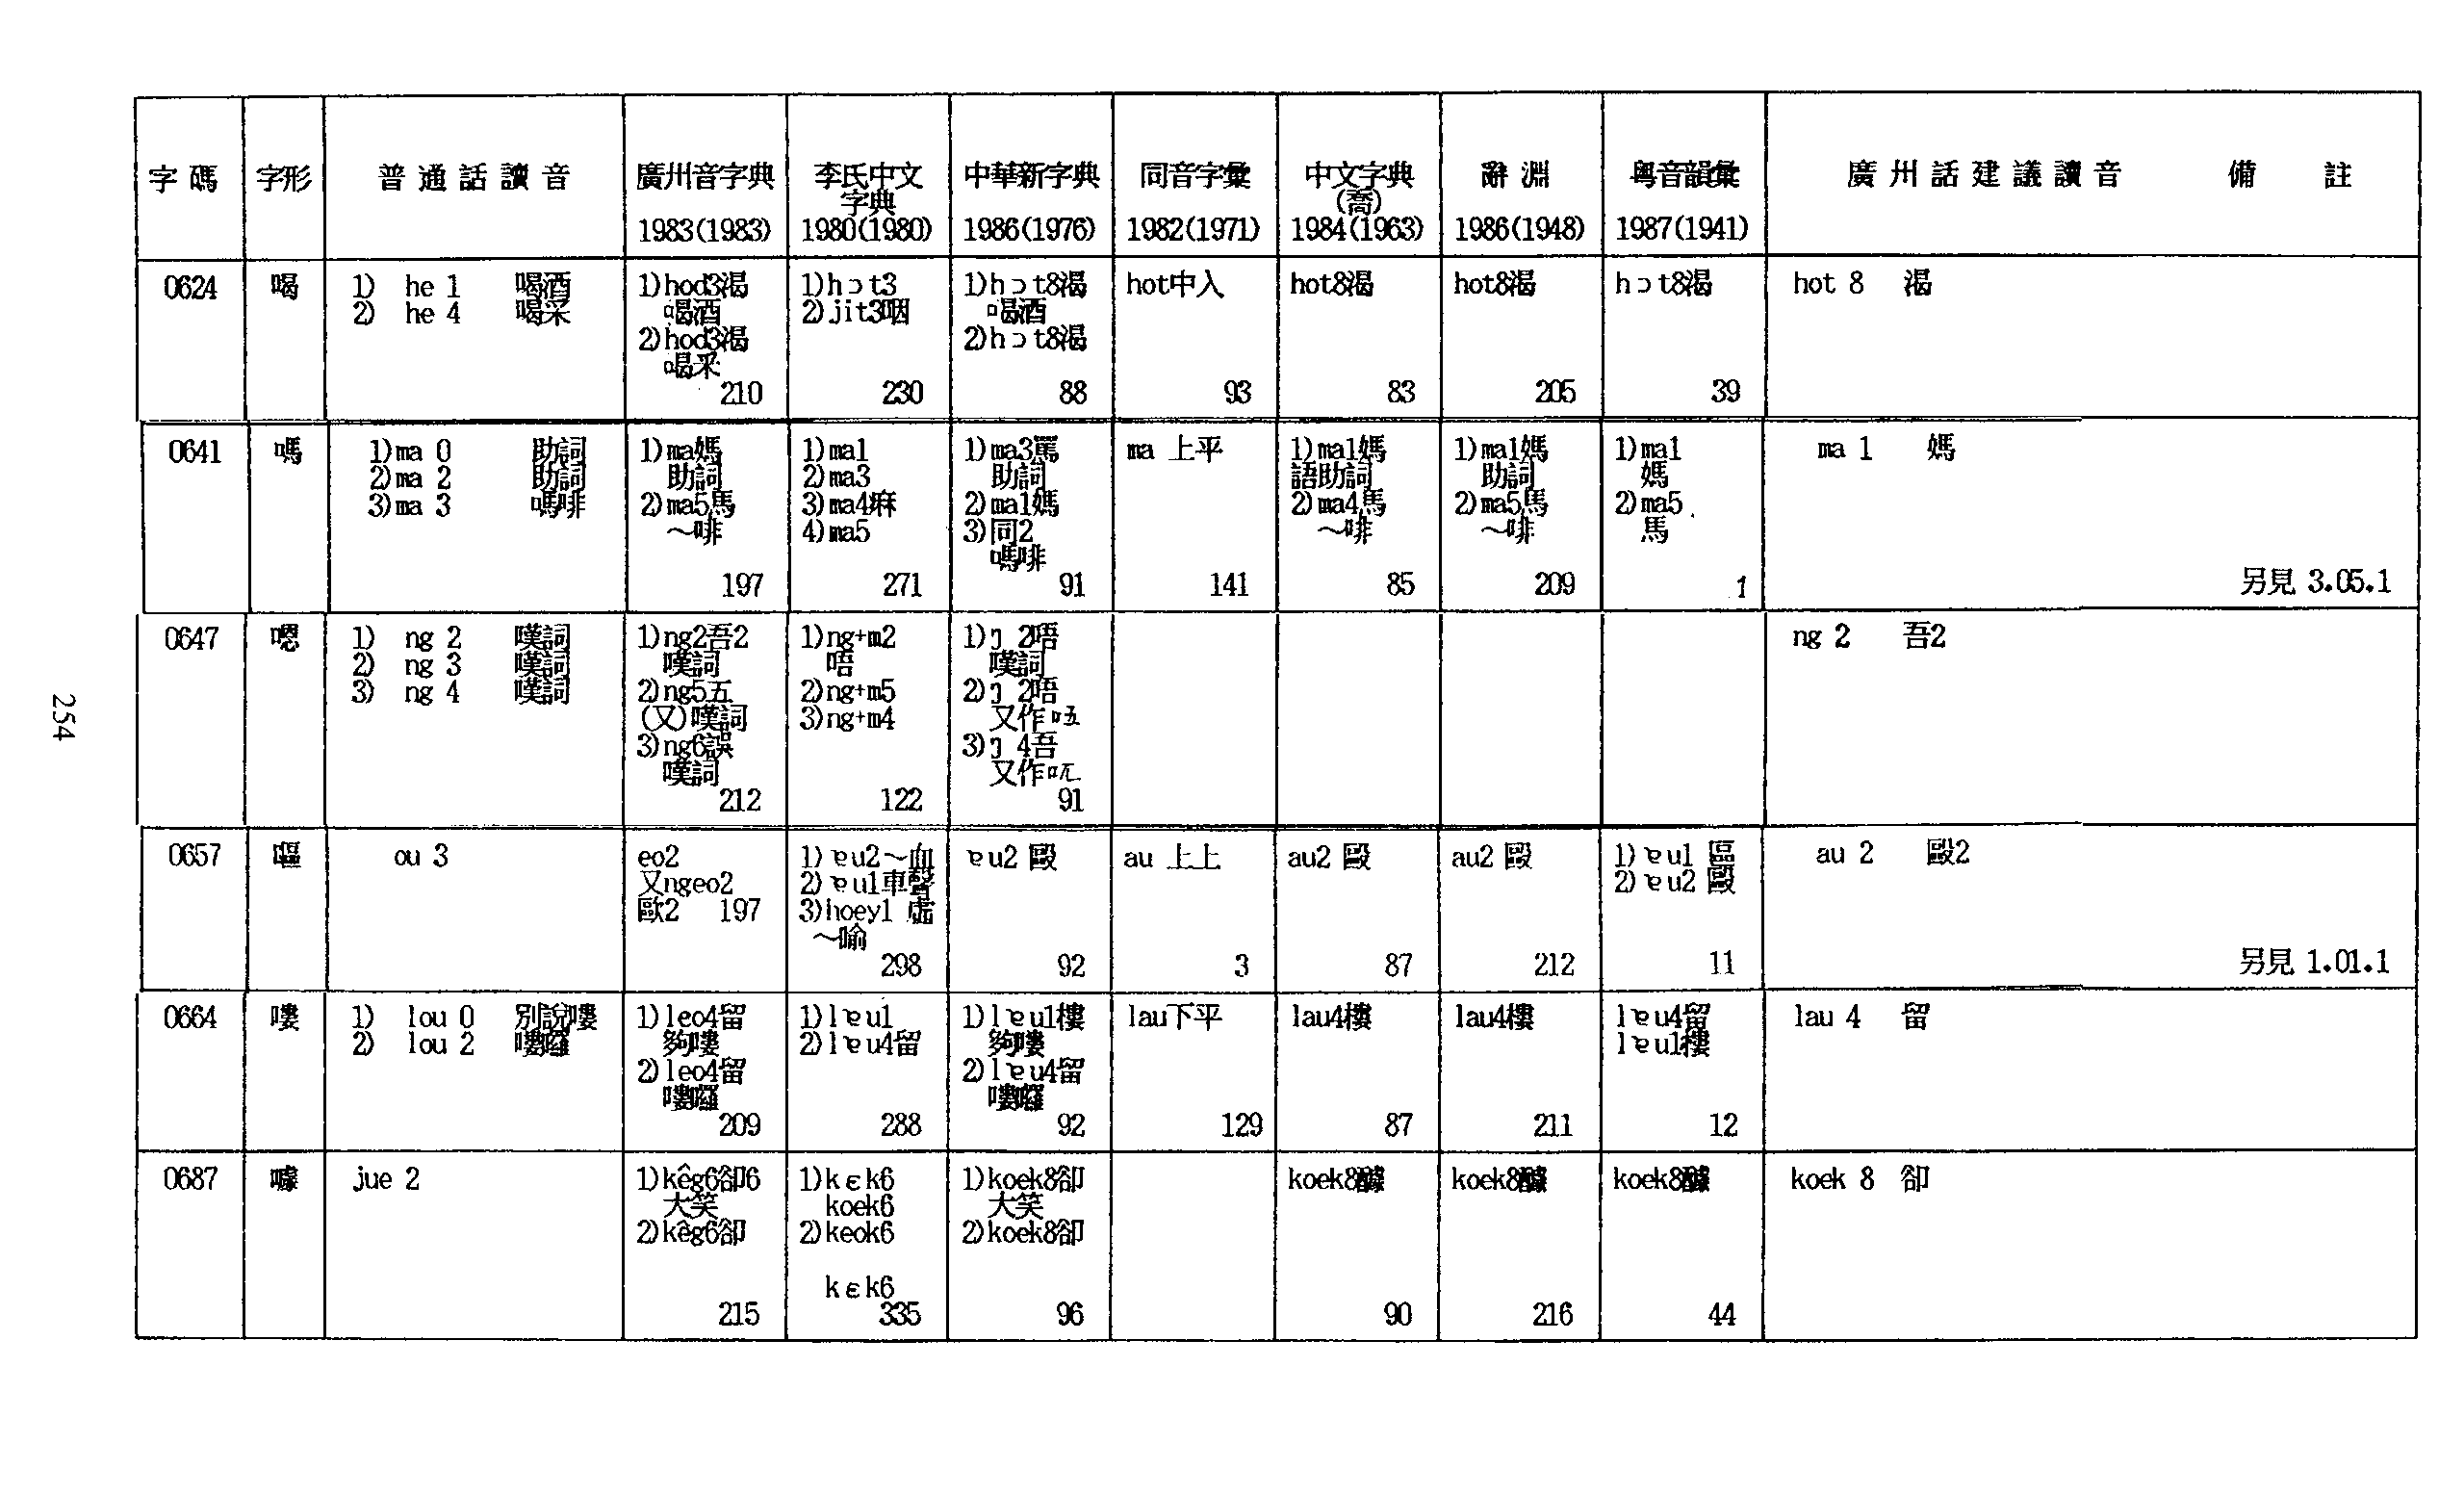 254
字碼 字形 普通話讀音 廣州音字典 李氏中文 中華新字典 同音字彙 中文字典 辭淵 粵音韻彙 廣州話建議讀音 備註
字典 (喬)
1983(1983) 1980(1980) 1986(1976) 1982(1971) 1984(1963) 1986(1948) 1987(1941)
0624 喝 1) he 1 喝酒 1)hod3渴 1)hɔt3 1)hɔt8渴 hot中入 hot8渴 hot8渴 hɔt8渴 hot 8 渴
2) he 4 喝采 喝酒 2)jit3咽 喝酒
2)hod3渴 2)hɔt8渴
喝采
210 230 88 93 83 205 39
0641 嗎 1)ma 0 助詞 1)ma媽 1)ma1 1)ma3罵 ma 上平 1)ma1媽 1)ma1媽 1)ma1 ma 1 媽
2)ma 2 助詞 助詞 2)ma3 助詞 語助詞 助詞 媽
3)ma 3 嗎啡 2)ma5馬 3)ma4麻 2)ma1媽 2)ma4馬 2)ma5馬 2)ma5
～啡 4)ma5 3)同2 ～啡 ～啡 馬
嗎啡
197 271 91 141 85 209 1 另見 3.05.1
0647 嗯 1) ng 2 嘆詞 1)ng2吾2 1)ng+m2 1)ŋ 2唔 ng 2 吾2
2) ng 3 嘆詞 嘆詞 唔 嘆詞
3) ng 4 嘆詞 2)ng5五 2)ng+m5 2)ŋ 2唔
(又)嘆詞 3)ng+m4 又作
3)ng6誤 3)ŋ 4吾
嘆詞 又作
212 122 91
0657 嘔 ou 3 eo2 1)ɐu2～血 ɐu2 毆 au 上上 au2 毆 au2 毆 1)ɐu1 區 au 2 毆2
又ngeo2 2)ɐu1車聲 2)ɐu2 毆
歐2 197 3)hoey1 虛
～喻
298 92 3 87 212 11 另見 1.01.1
0664 嘍 1) lou 0 別說嘍 1)leo4留 1)lɐu1 1)lɐu1樓 lau下平 lau4樓 lau4樓 lɐu4留 lau 4 留
2) lou 2 嘍囉 夠嘍 2)lɐu4留 夠嘍 lɐu1樓
2)leo4留 2)lɐu4留
嘍囉 嘍囉
209 288 92 129 87 211 12
0687 噱 jue 2 1)kêg6卻6 1)kɛk6 1)koek8卻 koek8醵 koek8醵 koek8醵 koek 8 卻
大笑 koek6 大笑
2)kêg6卻 2)keok6 2)koek8卻
kɛk6
215 335 96 90 216 44